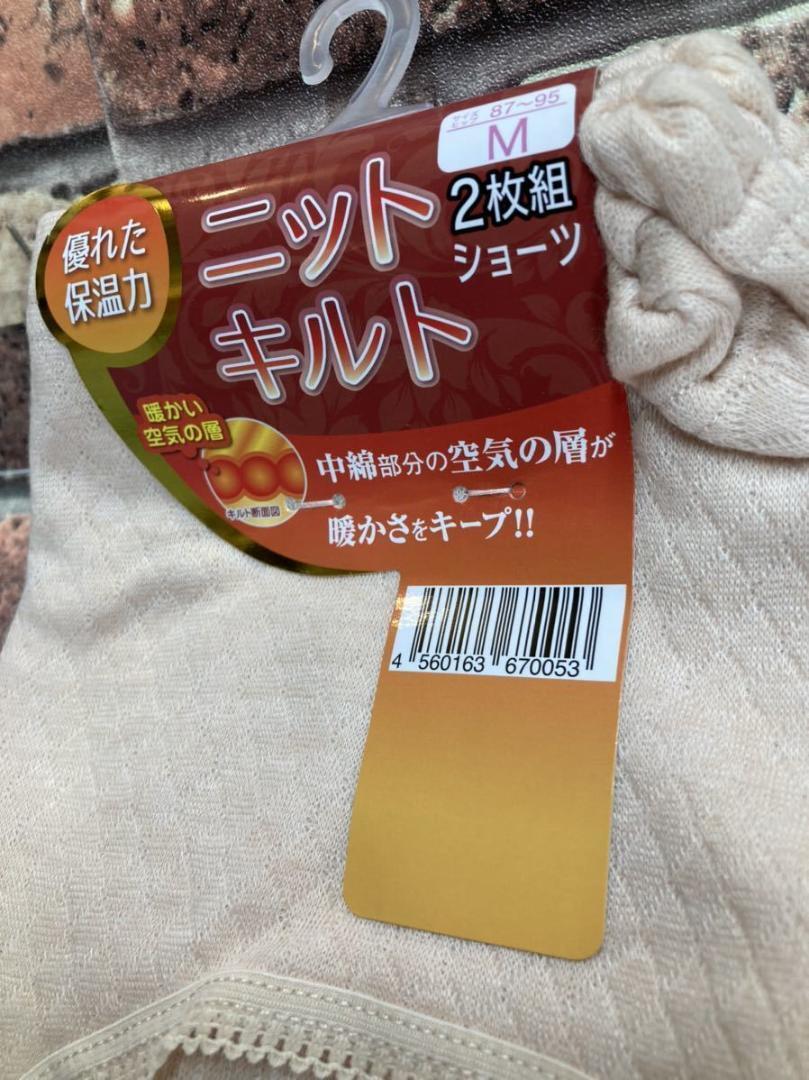 サイズ
ヒップ 87〜95
M
2枚組
ショーツ
優れた
保温力
ニット
キルト
暖かい
空気の層
キルト断面図
中綿部分の空気の層が
暖かさをキープ!!
4 560163 670053